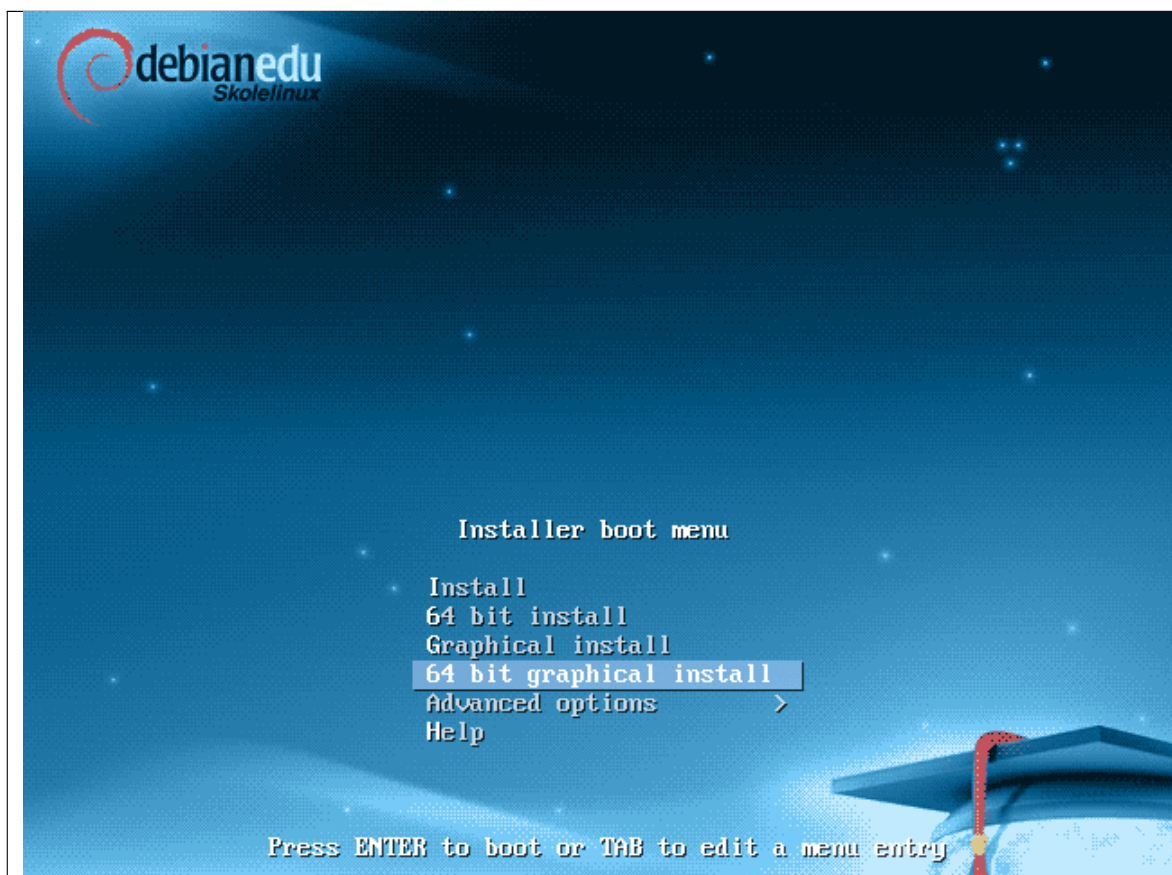 debianedu
Skolelinux
Installer boot menu
Install
64 bit install
Graphical install
64 bit graphical install
Advanced options >
Help
Press ENTER to boot or TAB to edit a menu entry